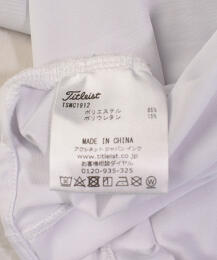 Titleist
TSMC1912
ポリエステル 85%
ポリウレタン 15%
MADE IN CHINA
アクシネット ジャパン インク
www.titleist.co.jp
お客様相談ダイヤル
0120-935-325